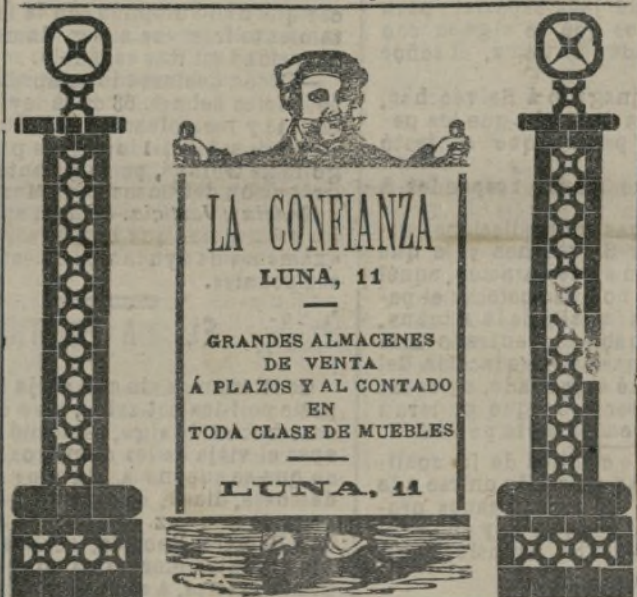 LA CONFIANZA
LUNA, 11
GRANDES ALMACENES
DE VENTA
Á PLAZOS Y AL CONTADO
EN
TODA CLASE DE MUEBLES
LUNA, 11